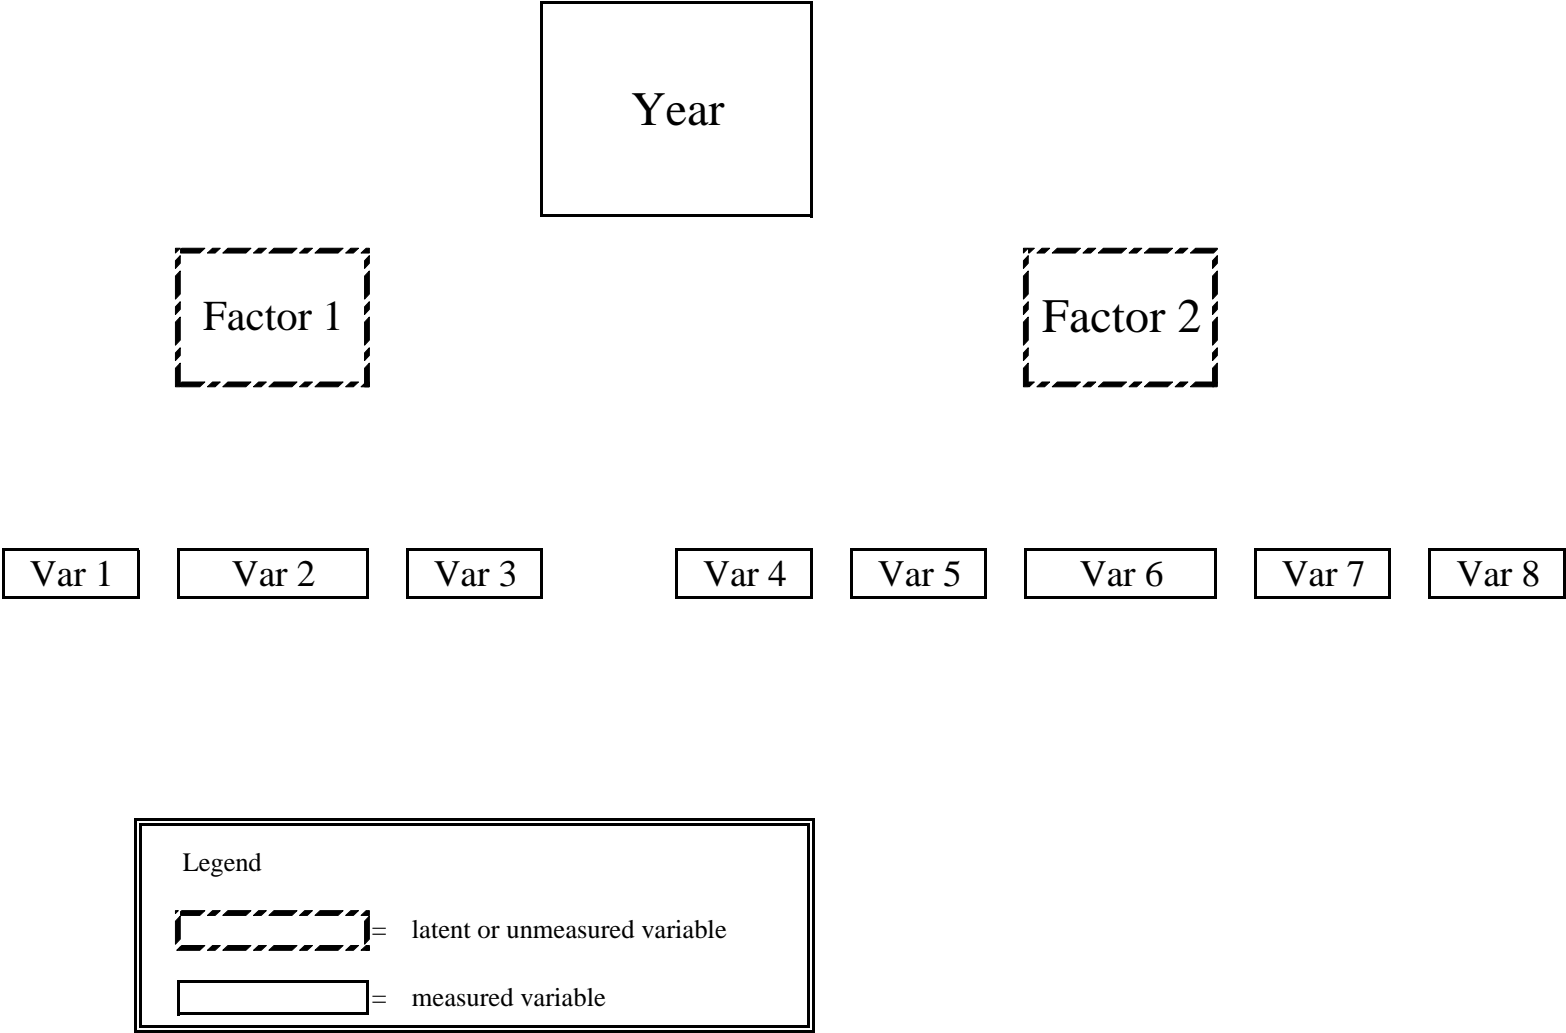 Year
Factor 1
Factor 2
Var 1
Var 2
Var 3
Var 4
Var 5
Var 6
Var 7
Var 8
Legend
= latent or unmeasured variable
= measured variable